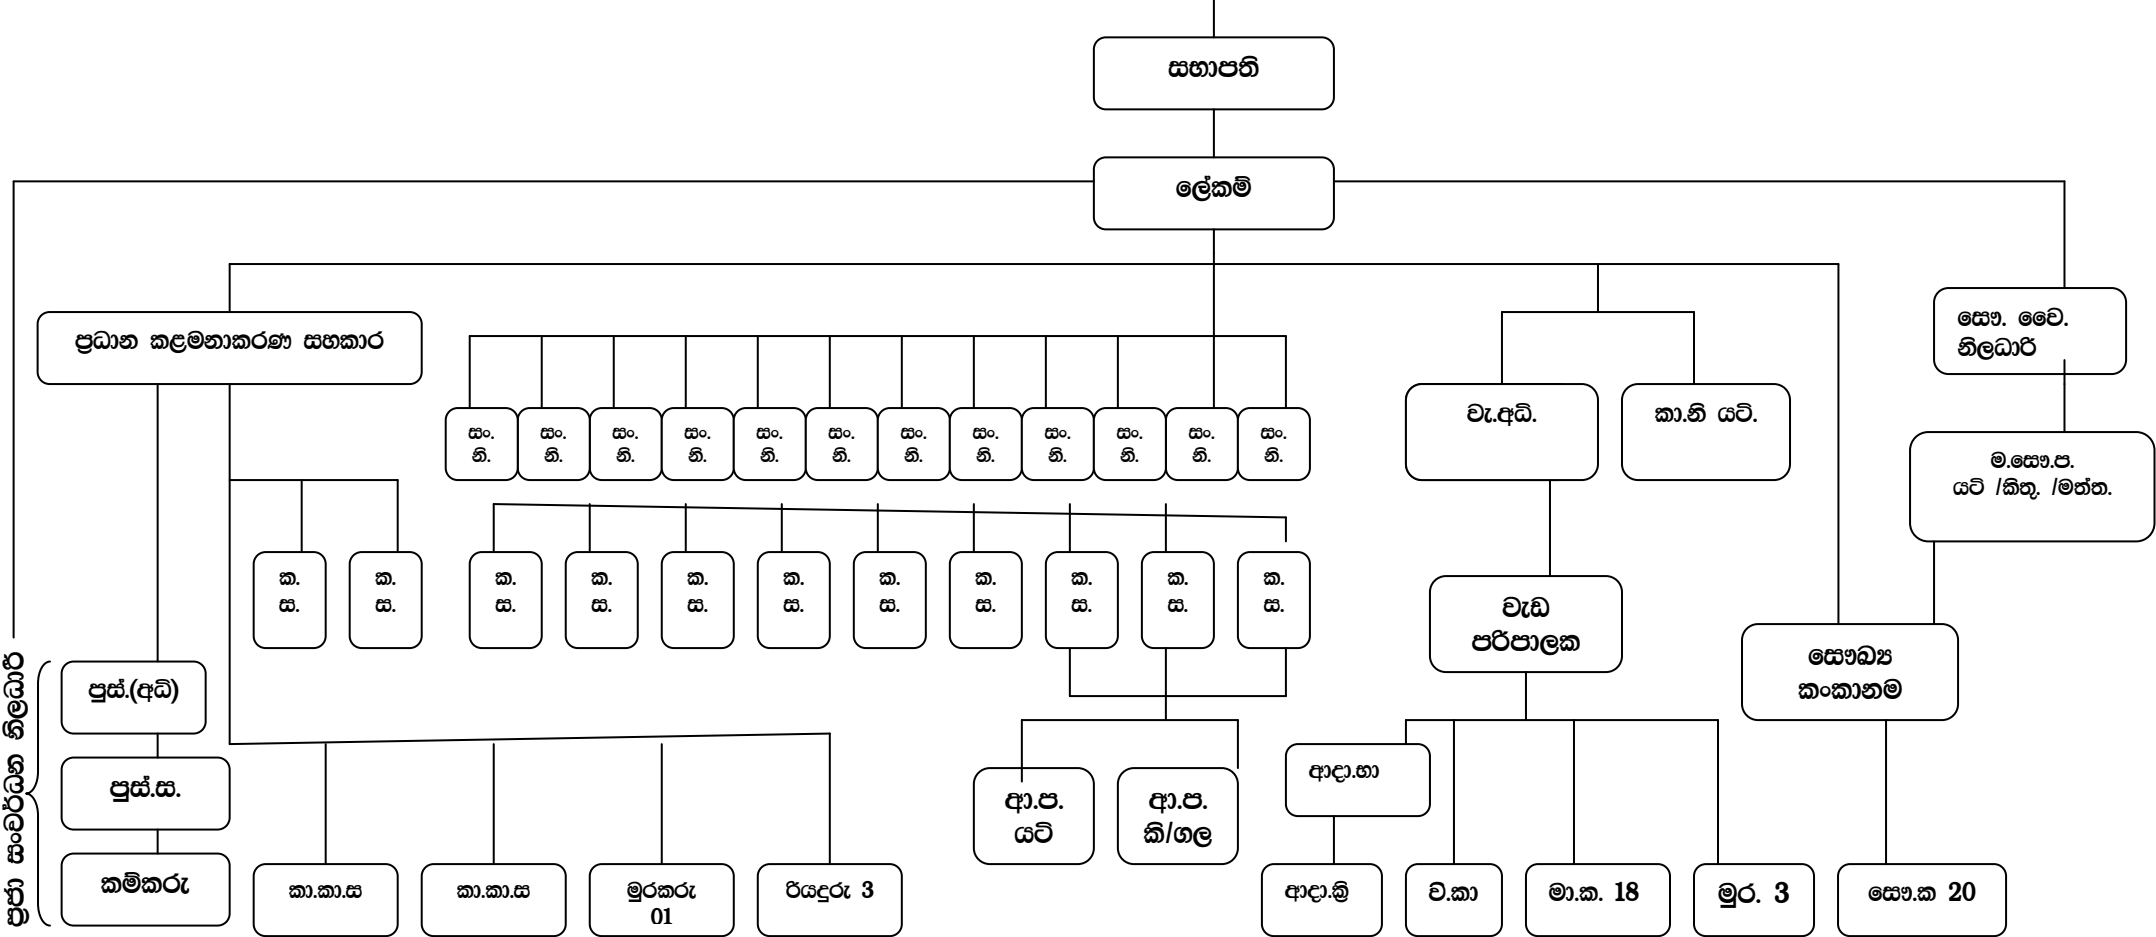 සභාපති
ලේකම්
ප්‍රධාන කළමනාකරණ සහකාර
සෞ. වෛ.
නිලධාරි
වැ.අධි.
කා.නි යටි.
සං.
නි.
සං.
නි.
සං.
නි.
සං.
නි.
සං.
නි.
සං.
නි.
සං.
නි.
සං.
නි.
සං.
නි.
සං.
නි.
සං.
නි.
සං.
නි.
ම.සෞ.ප.
යටි /කිතු. /මත්ත.
ක.
ස.
ක.
ස.
ක.
ස.
ක.
ස.
ක.
ස.
ක.
ස.
ක.
ස.
ක.
ස.
ක.
ස.
ක.
ස.
ක.
ස.
වැඩ
පරිපාලක
සෞඛ්‍ය
කංකානම
ප්‍රජා සංවර්ධන නිලධාරි
පුස්.(අධි)
පුස්.ස.
කම්කරු
ආ.ප.
යටි
ආ.ප.
කි/ගල
ආදා.භා
කා.කා.ස
කා.කා.ස
මුරකරු
01
රියදුරු 3
ආදා.ක්‍රි
ව්.කා
මා.ක. 18
මුර. 3
සෞ.ක 20